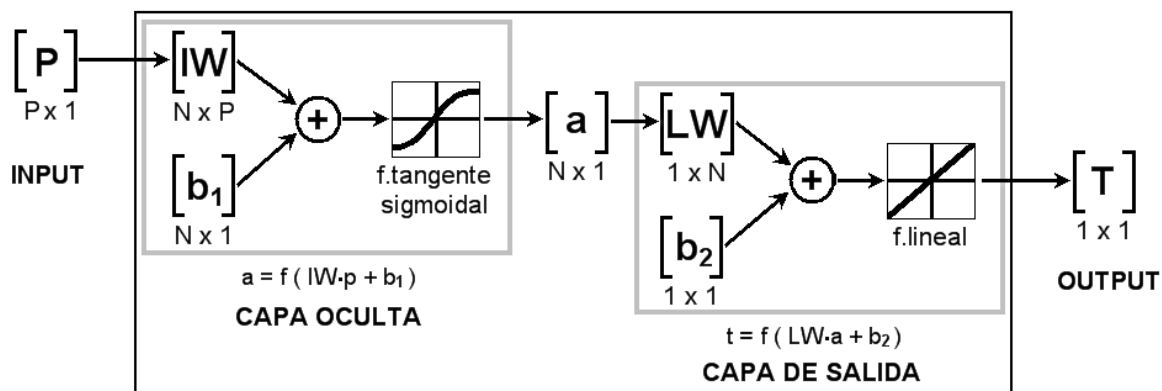 [P]
P x 1
INPUT
[IW]
N x P
[b₁]
N x 1
+
f.tangente
sigmoidal
a = f ( IW·p + b₁)
CAPA OCULTA
[a]
N x 1
[LW]
1 x N
[b₂]
1 x 1
+
f.lineal
t = f ( LW·a + b₂)
CAPA DE SALIDA
[T]
1 x 1
OUTPUT